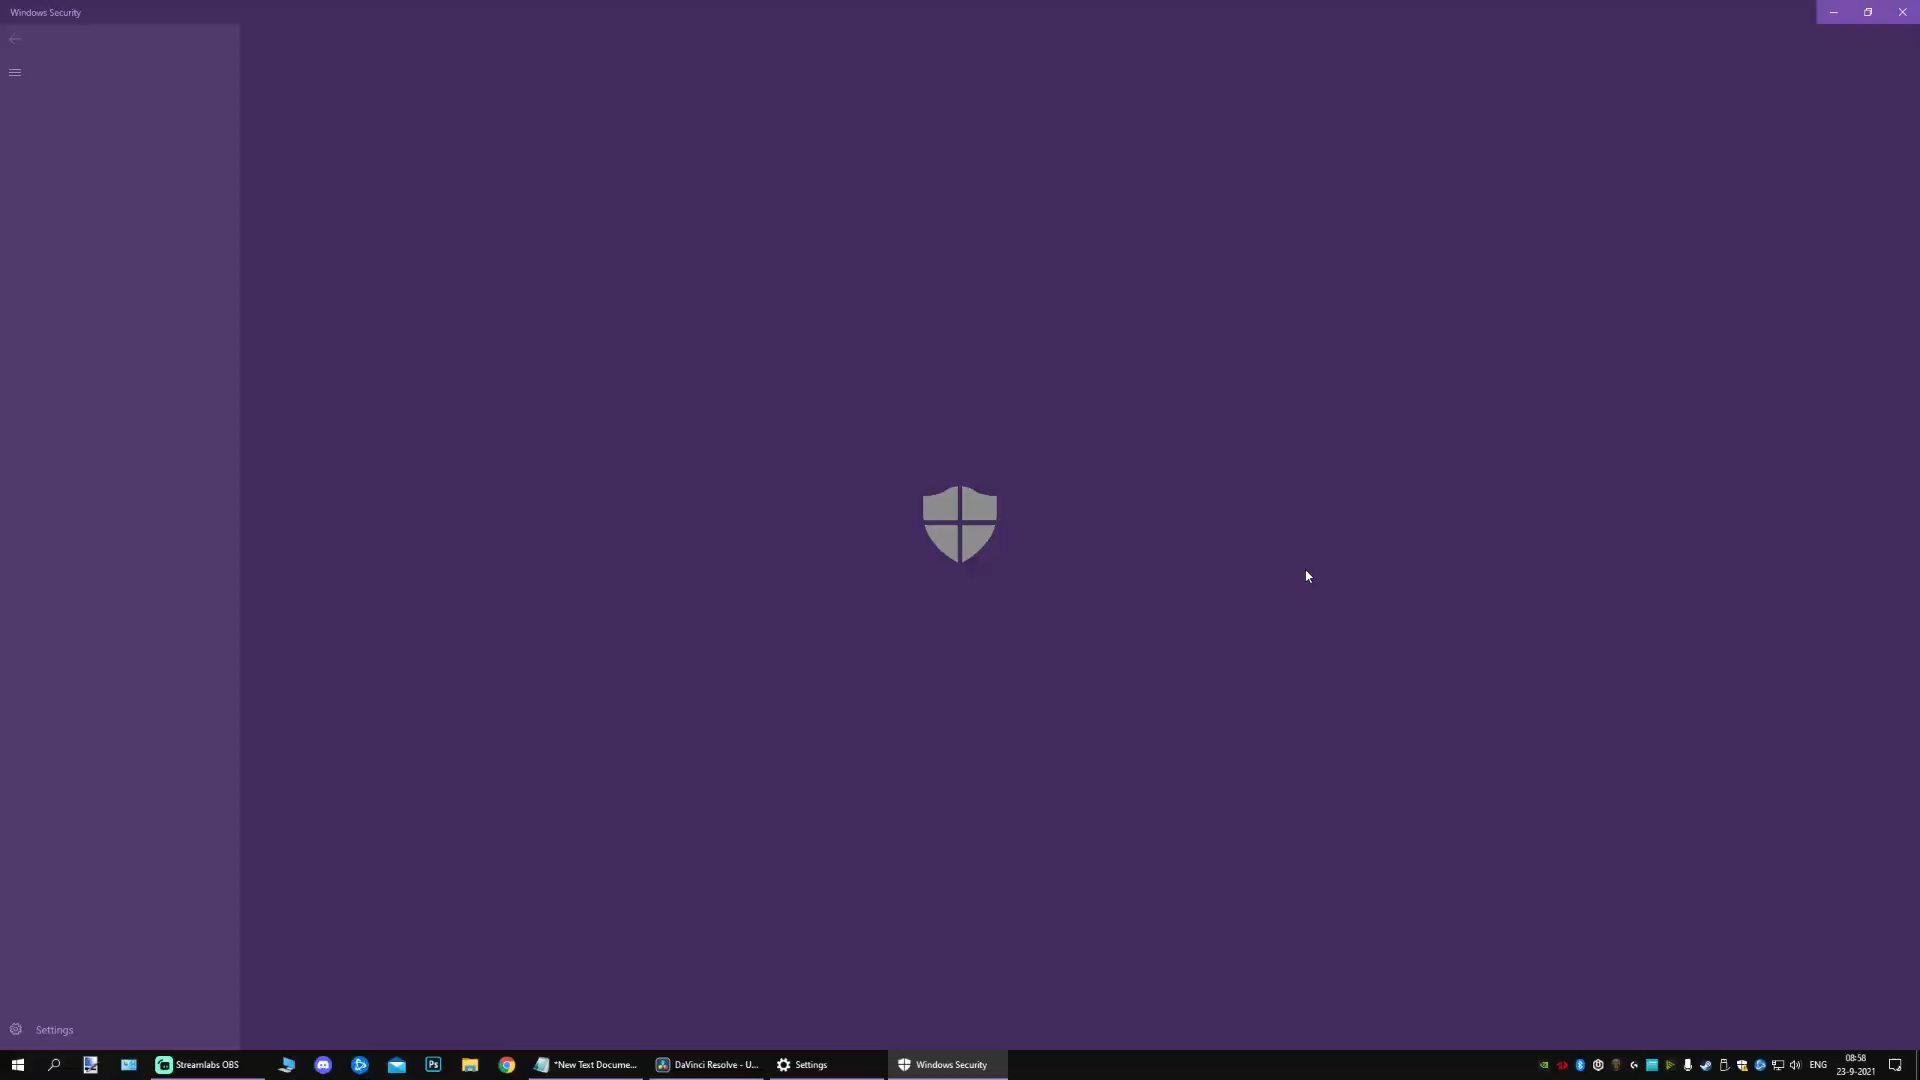 Windows Security
Settings
Streamlabs OBS
Ps
*New Text Docume...
DaVinci Resolve - U...
Settings
Windows Security
ENG
08:58
23-9-2021